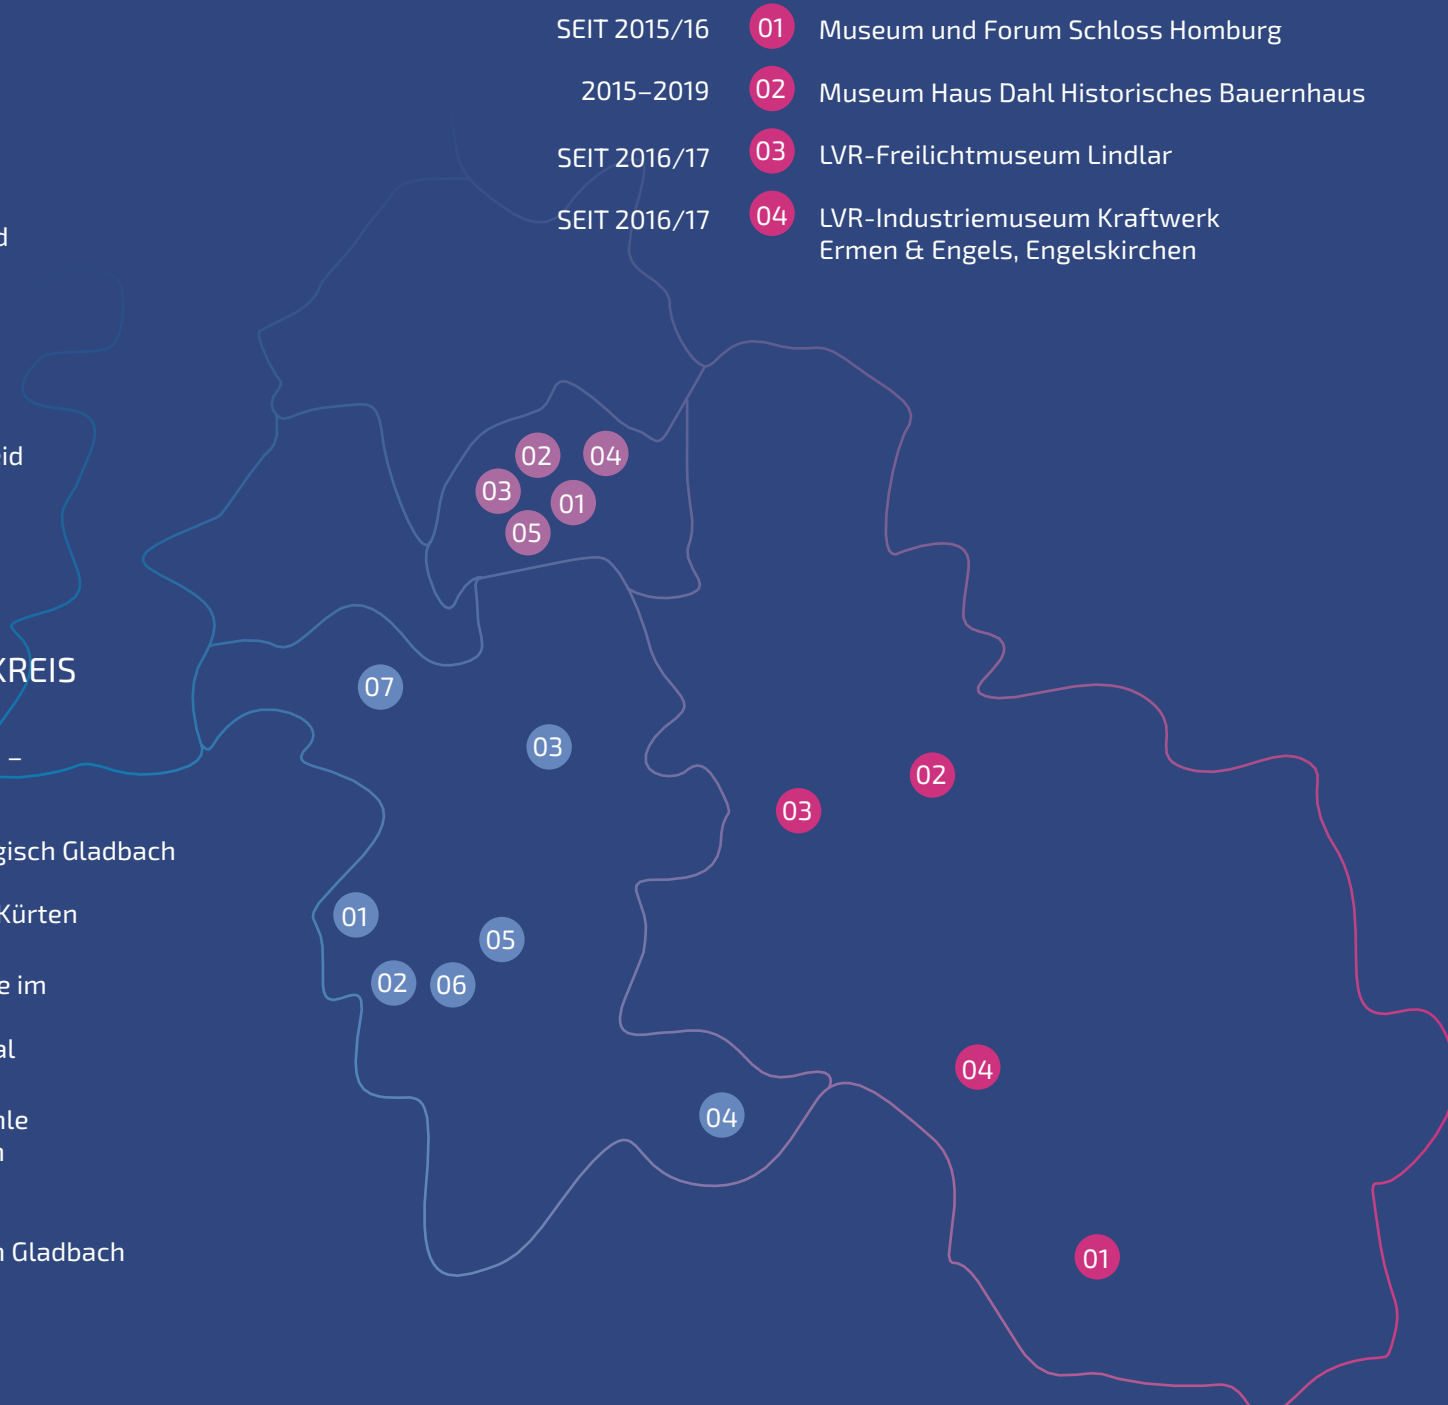 SEIT 2015/16 01 Museum und Forum Schloss Homburg
2015–2019 02 Museum Haus Dahl Historisches Bauernhaus
SEIT 2016/17 03 LVR-Freilichtmuseum Lindlar
SEIT 2016/17 04 LVR-Industriemuseum Kraftwerk
Ermen & Engels, Engelskirchen
d
id
02 04
03 01
05
KREIS
07
03
–
02
03
gisch Gladbach
Kürten
01
05
e im
02 06
al
04
04
le
n
n Gladbach
01